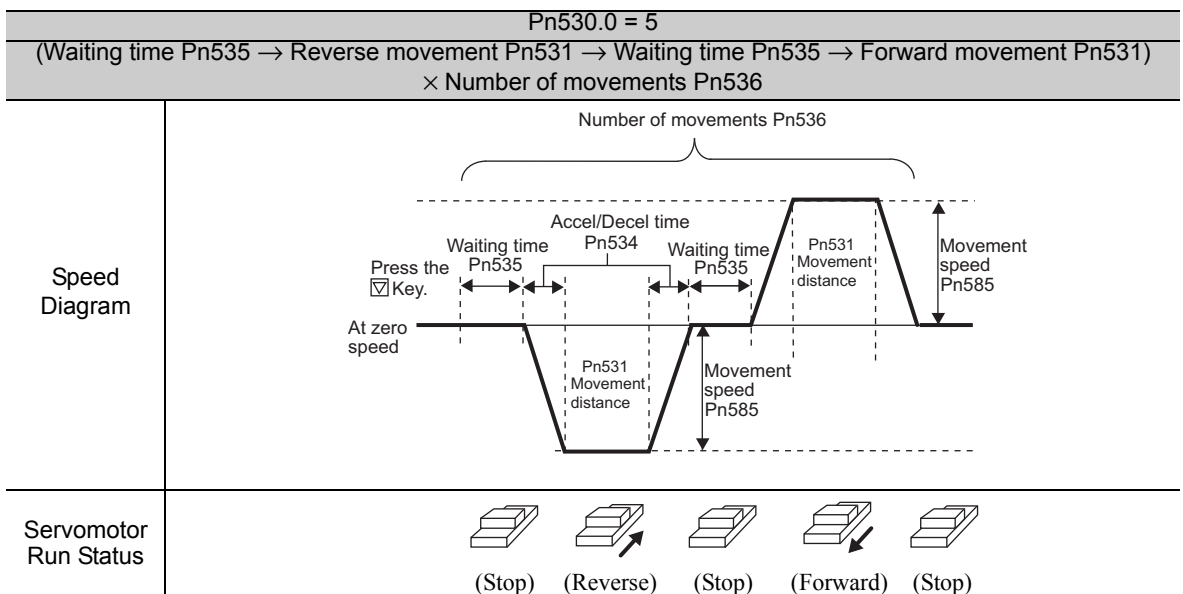 Pn530.0 = 5
(Waiting time Pn535 → Reverse movement Pn531 → Waiting time Pn535 → Forward movement Pn531)
× Number of movements Pn536
Speed
Diagram
Number of movements Pn536
Accel/Decel time
Pn534
Waiting time
Pn535
Waiting time
Pn535
Press the
▽ Key.
At zero
speed
Pn531
Movement
distance
Movement
speed
Pn585
Pn531
Movement
distance
Movement
speed
Pn585
Servomotor
Run Status
(Stop) (Reverse) (Stop) (Forward) (Stop)